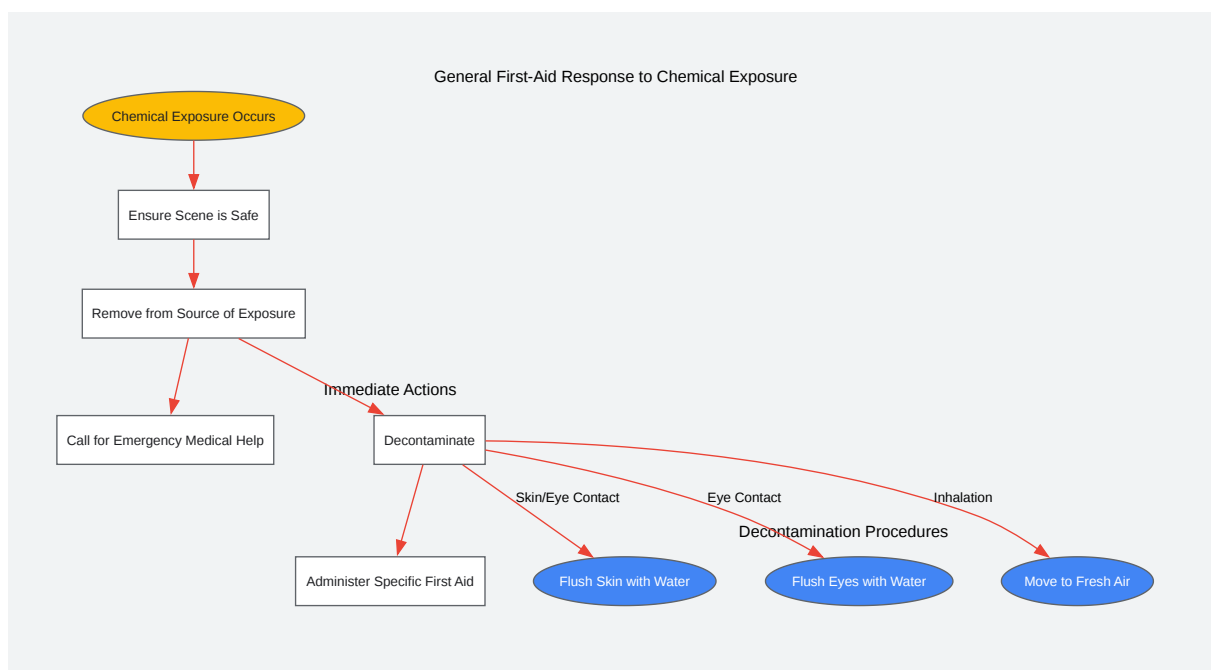 General First-Aid Response to Chemical Exposure
Chemical Exposure Occurs
Ensure Scene is Safe
Remove from Source of Exposure
Immediate Actions
Call for Emergency Medical Help
Decontaminate
Skin/Eye Contact
Eye Contact
Inhalation
Decontamination Procedures
Administer Specific First Aid
Flush Skin with Water
Flush Eyes with Water
Move to Fresh Air